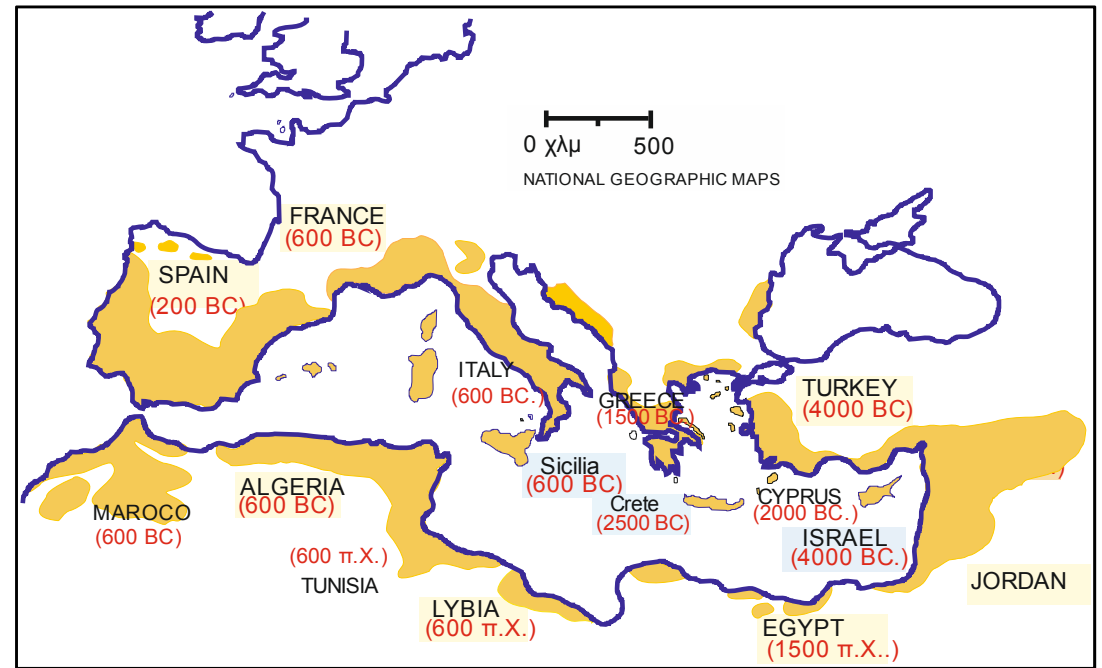 0 χλμ 500
NATIONAL GEOGRAPHIC MAPS
FRANCE
(600 BC)
SPAIN
(200 BC)
ITALY
(600 BC.)
GREECE
(1500 BC.)
TURKEY
(4000 BC)
Sicilia
(600 BC)
Crete
(2500 BC)
CYPRUS
(2000 BC.)
ISRAEL
(4000 BC.)
MAROCO
(600 BC)
ALGERIA
(600 BC)
(600 π.Χ.)
TUNISIA
LYBIA
(600 π.Χ.)
EGYPT
(1500 π.Χ..)
JORDAN